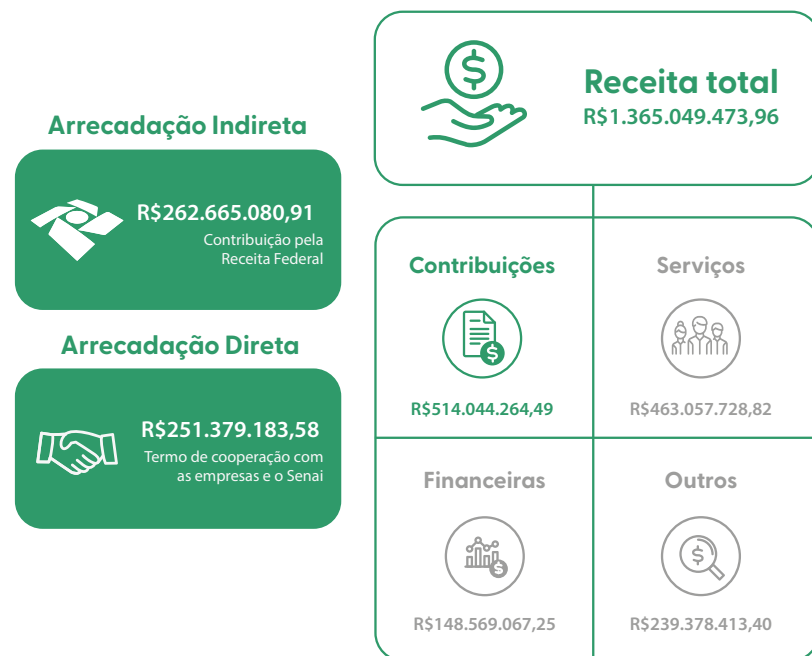 Arrecadação Indireta
R$262.665.080,91
Contribuição pela
Receita Federal
Arrecadação Direta
R$251.379.183,58
Termo de cooperação com
as empresas e o Senai
Receita total
R$1.365.049.473,96
Contribuições
R$514.044.264,49
Serviços
R$463.057.728,82
Financeiras
R$148.569.067,25
Outros
R$239.378.413,40